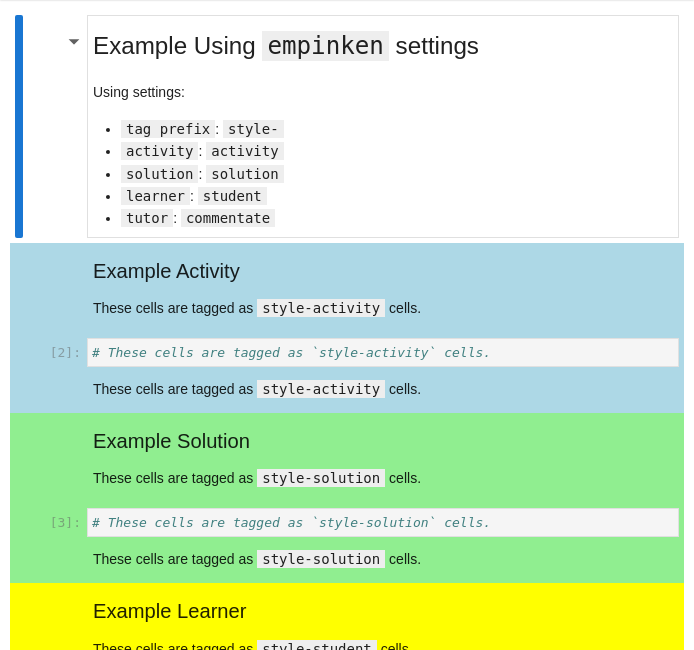 Example Using empinken settings
Using settings:
• tag prefix: style-
• activity: activity
• solution: solution
• learner: student
• tutor: commentate
Example Activity
These cells are tagged as style-activity cells.
[2]: # These cells are tagged as `style-activity` cells.
These cells are tagged as style-activity cells.
Example Solution
These cells are tagged as style-solution cells.
[3]: # These cells are tagged as `style-solution` cells.
These cells are tagged as style-solution cells.
Example Learner
These cells are tagged as style-student cells.